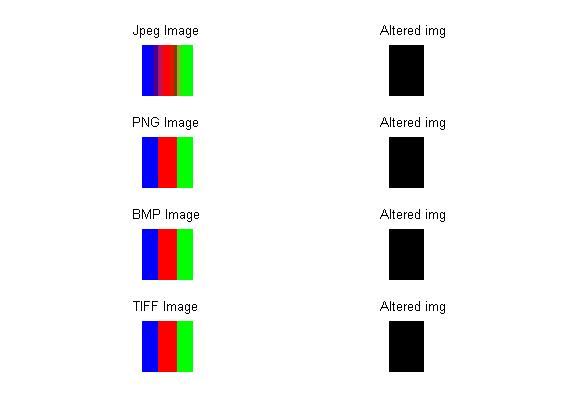 Jpeg Image
Altered img
PNG Image
Altered img
BMP Image
Altered img
TIFF Image
Altered img